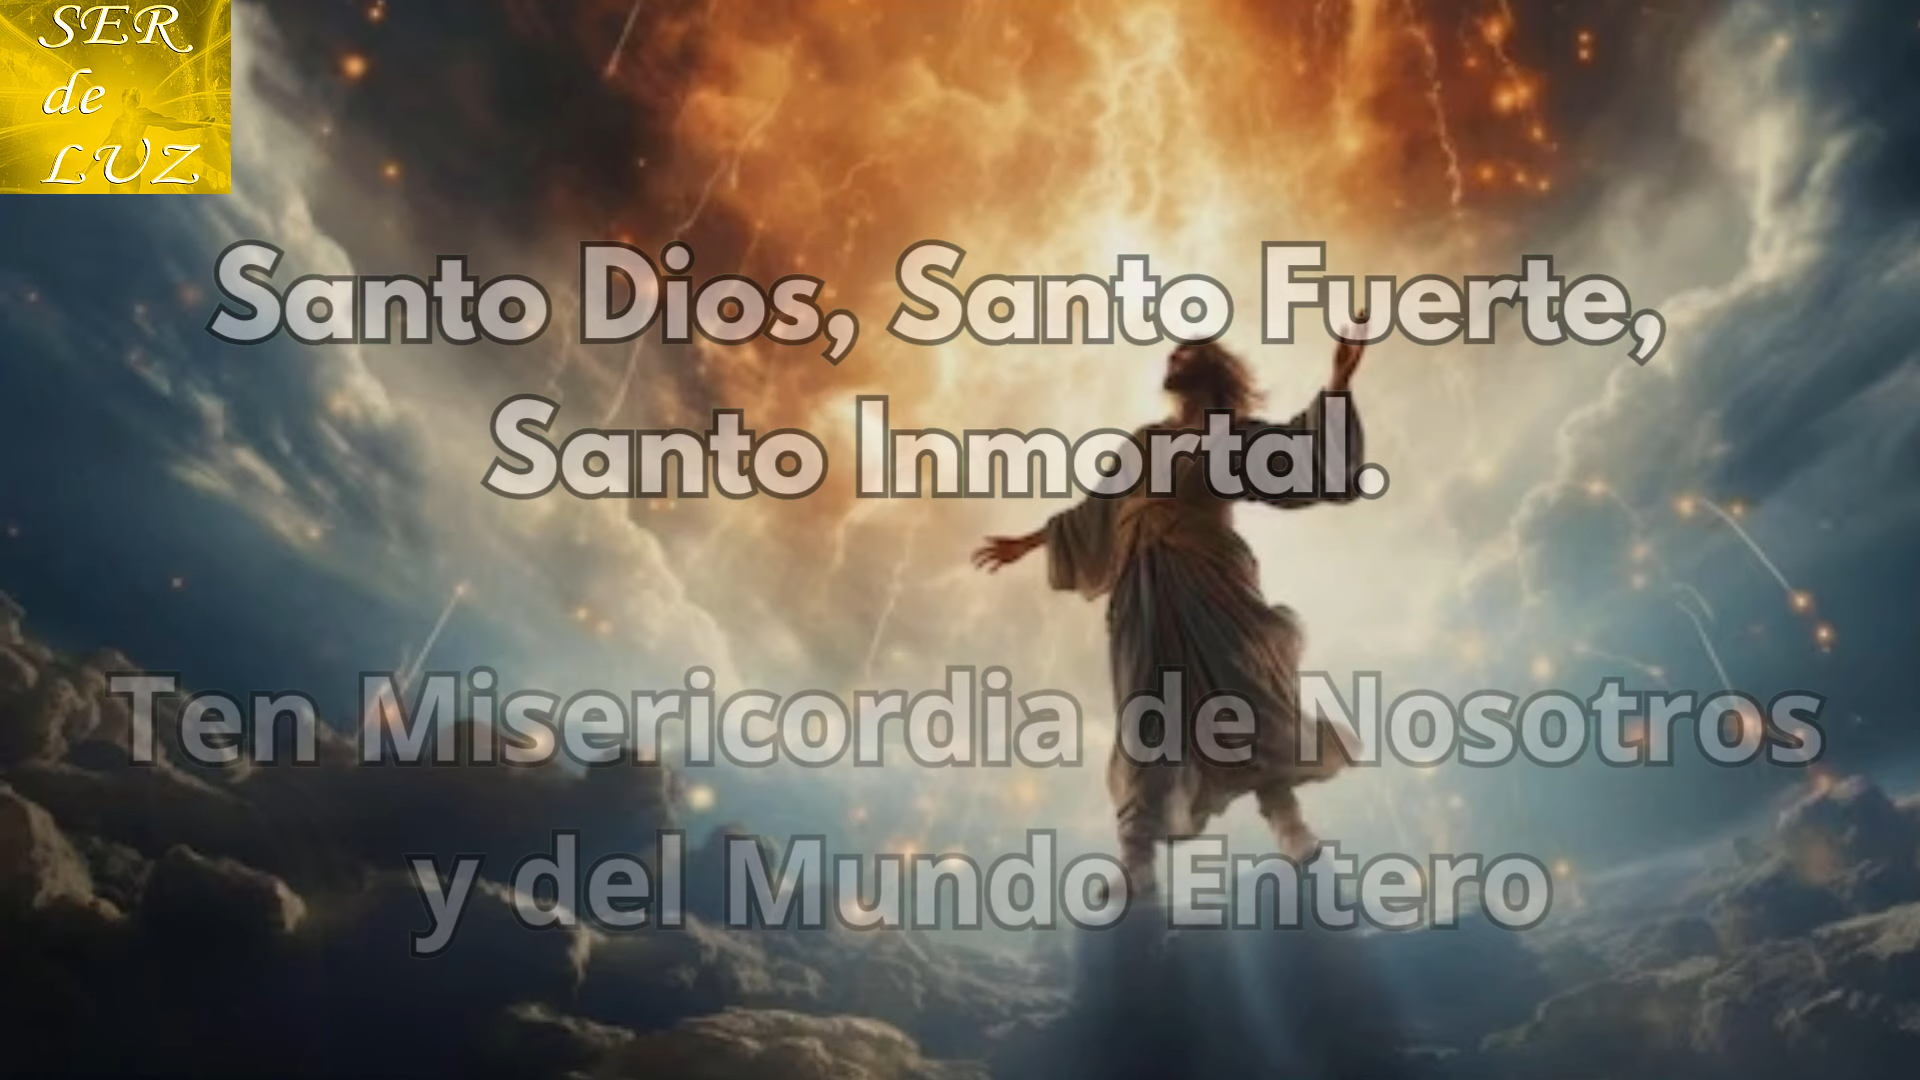 SER
de
LUZ
Santo Dios, Santo Fuerte,
Santo Inmortal.
Ten Misericordia de Nosotros
y del Mundo Entero